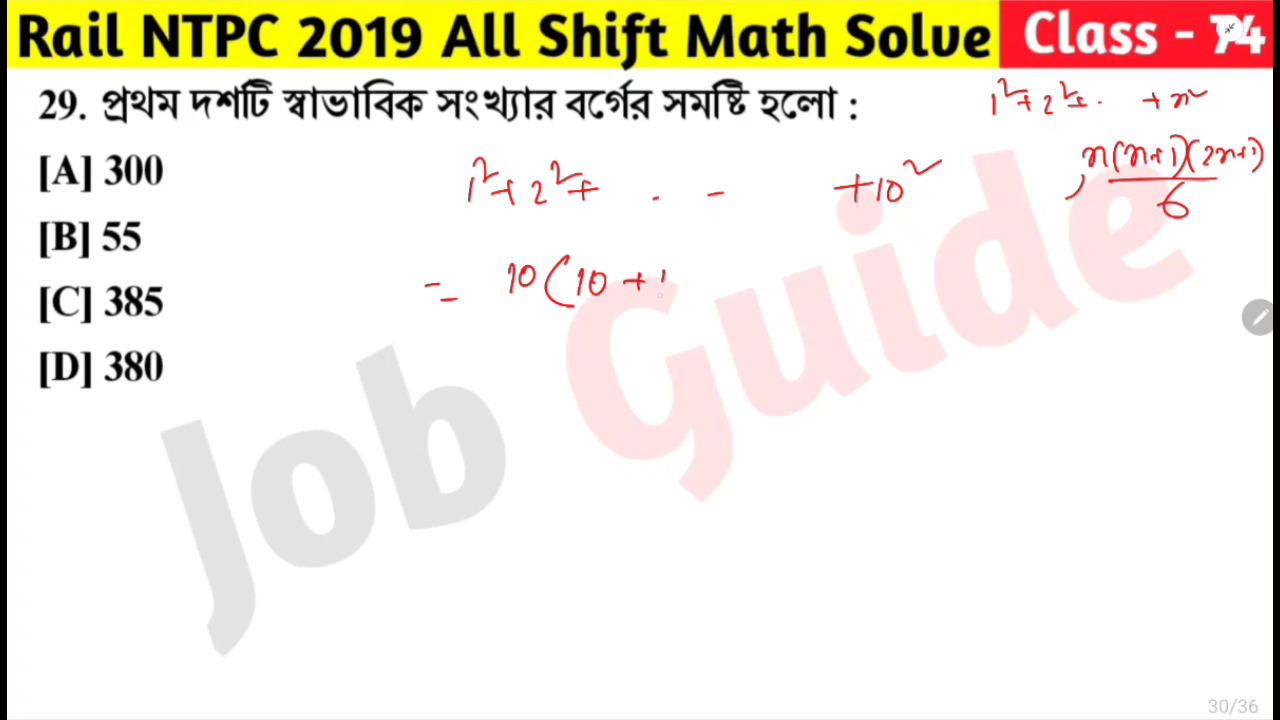 Rail NTPC 2019 All Shift Math Solve Class - 74
29. প্রথম দশটি স্বাভাবিক সংখ্যার বর্গের সমষ্টি হলো :
1²+2²+. +n²
[A] 300
1²+2²+ . - +10²
, n(n+1)(2n+1)
6
[B] 55
= 10(10+1
[C] 385
[D] 380
Job Guide
30/36